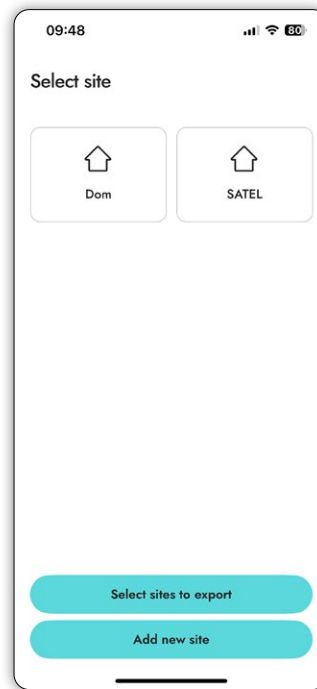 09:48
80
Select site
Dom
SATEL
Select sites to export
Add new site